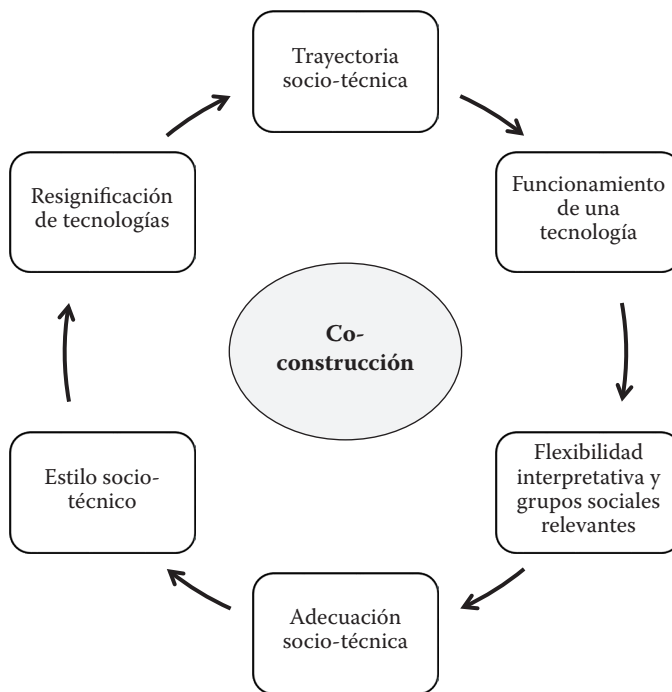 Trayectoria
socio-técnica
Funcionamiento
de una
tecnología
Flexibilidad
interpretativa y
grupos sociales
relevantes
Adecuación
socio-técnica
Estilo socio-
técnico
Resignificación
de tecnologías
Co-
construcción